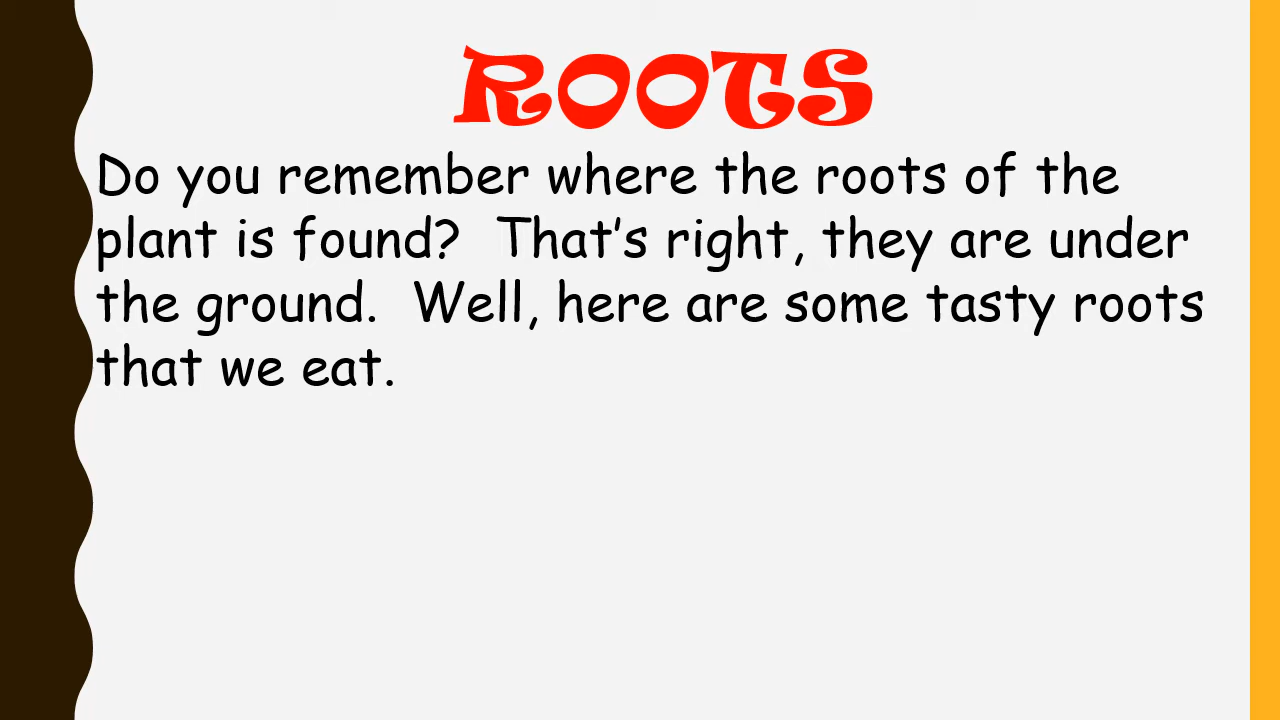 ROOTS
Do you remember where the roots of the
plant is found?  That’s right, they are under
the ground.  Well, here are some tasty roots
that we eat.